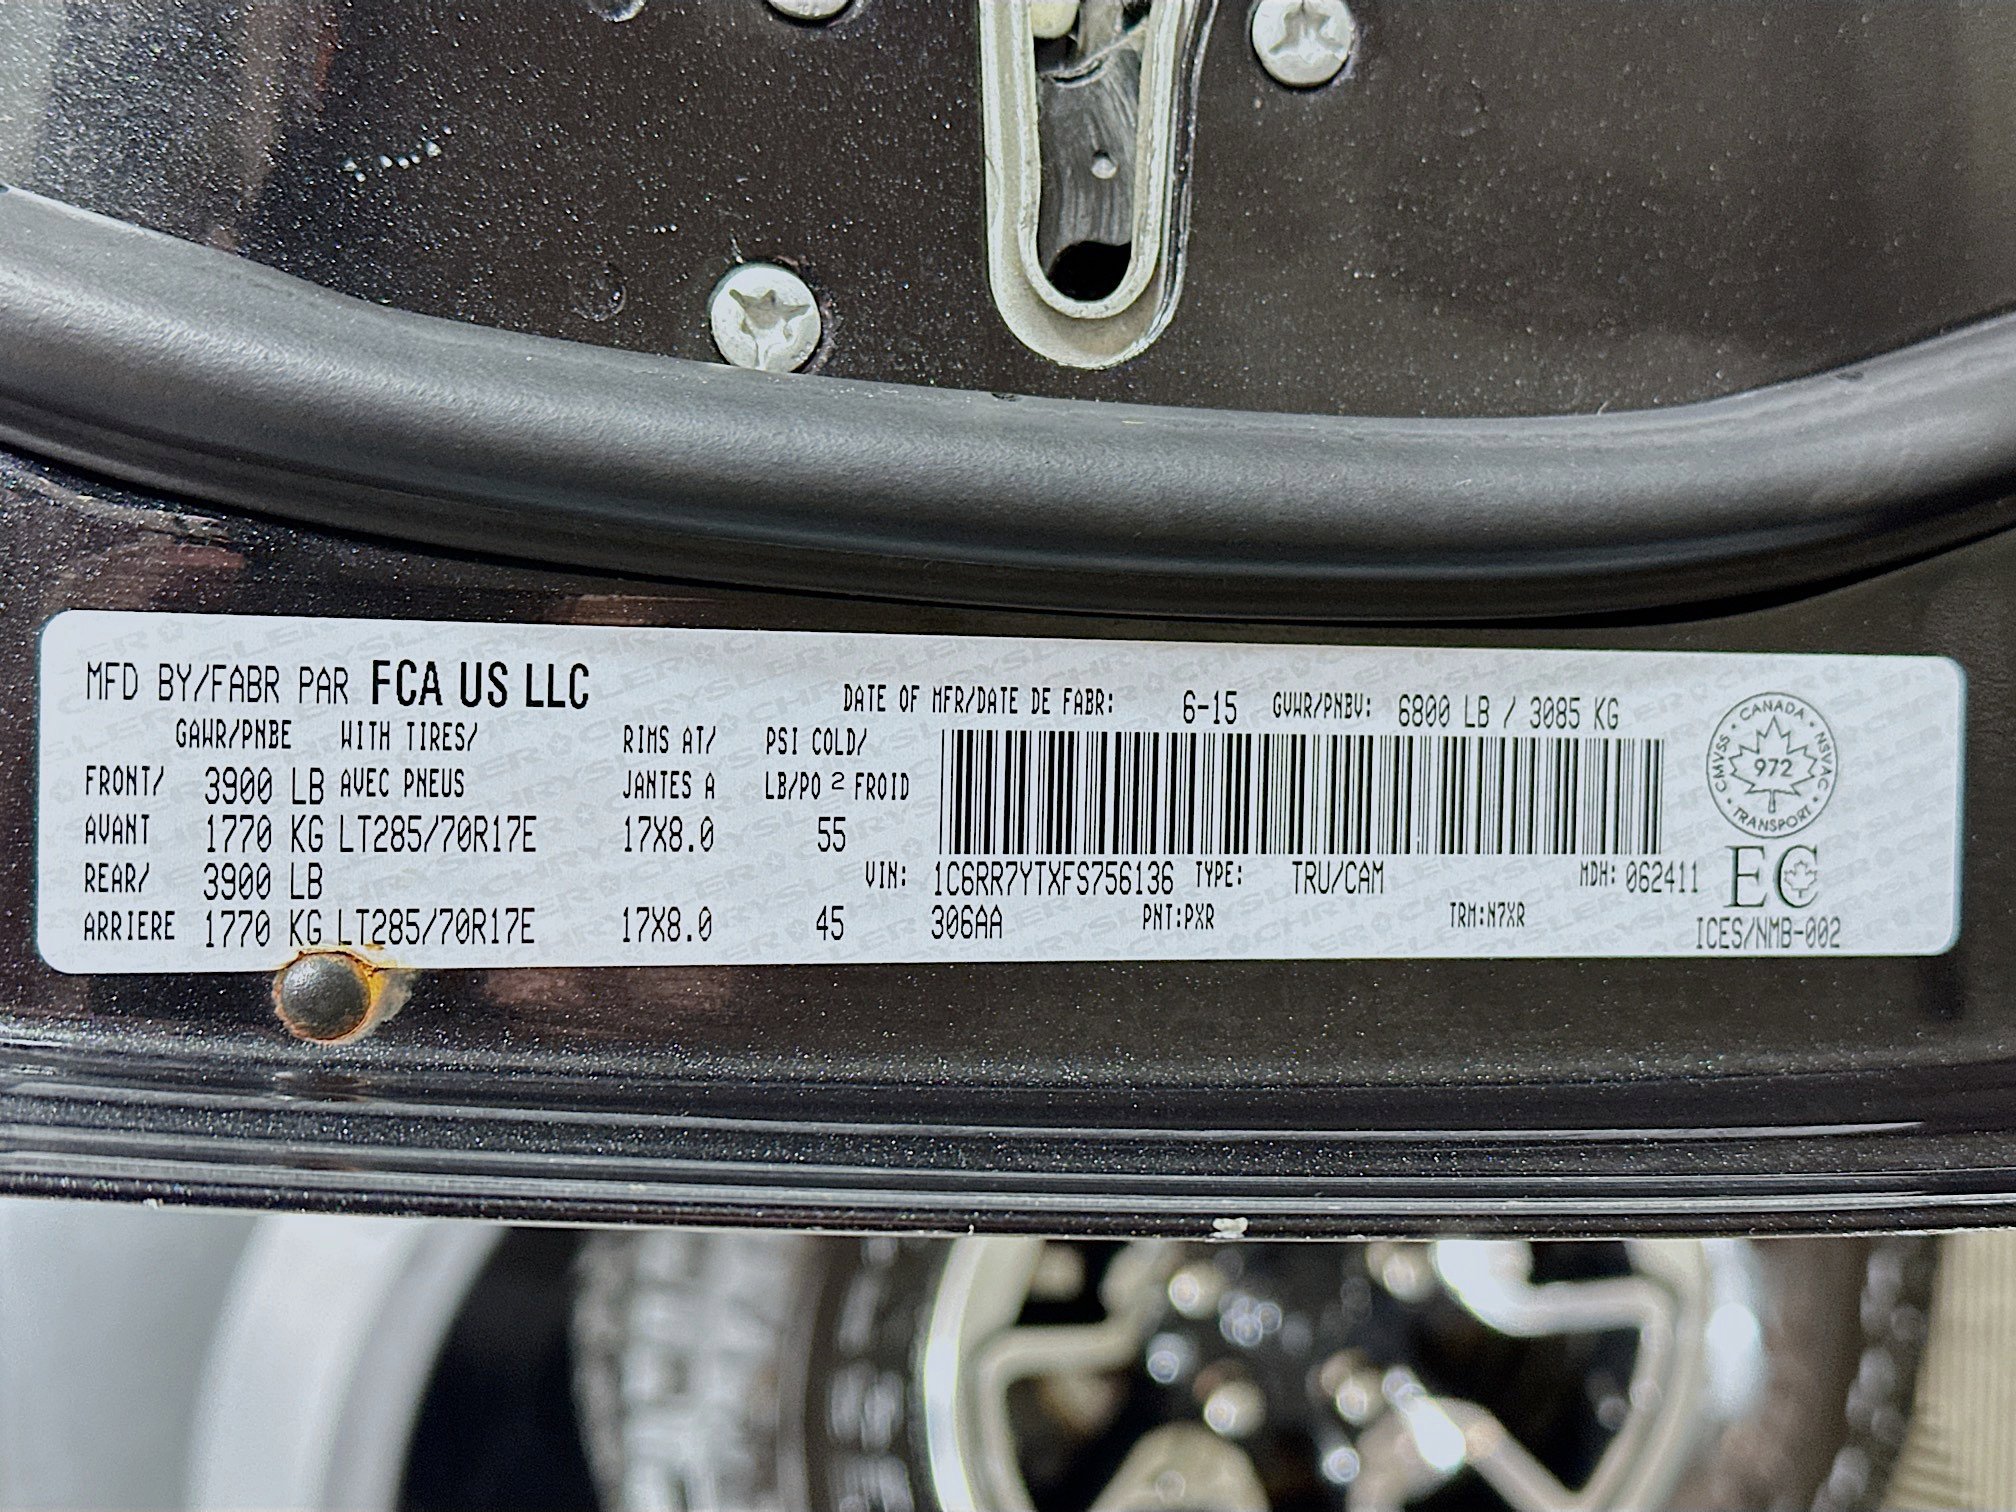 MFD BY/FABR PAR FCA US LLC
DATE OF MFR/DATE DE FABR: 6-15 GVWR/PNBV: 6800 LB / 3085 KG
GAWR/PNBE WITH TIRES/ RIMS AT/ PSI COLD/
FRONT/ 3900 LB AVEC PNEUS JANTES A LB/PO 2 FROID
AVANT 1770 KG LT285/70R17E 17X8.0 55
REAR/ 3900 LB
ARRIERE 1770 KG LT285/70R17E 17X8.0 45
VIN: 1C6RR7YTXFS756136 TYPE: TRU/CAM MDH: 062411
306AA PNT:PXR TRM:N7XR
CANADA
CMVSS 972 NSVAC
TRANSPORT
EC
ICES/NMB-002